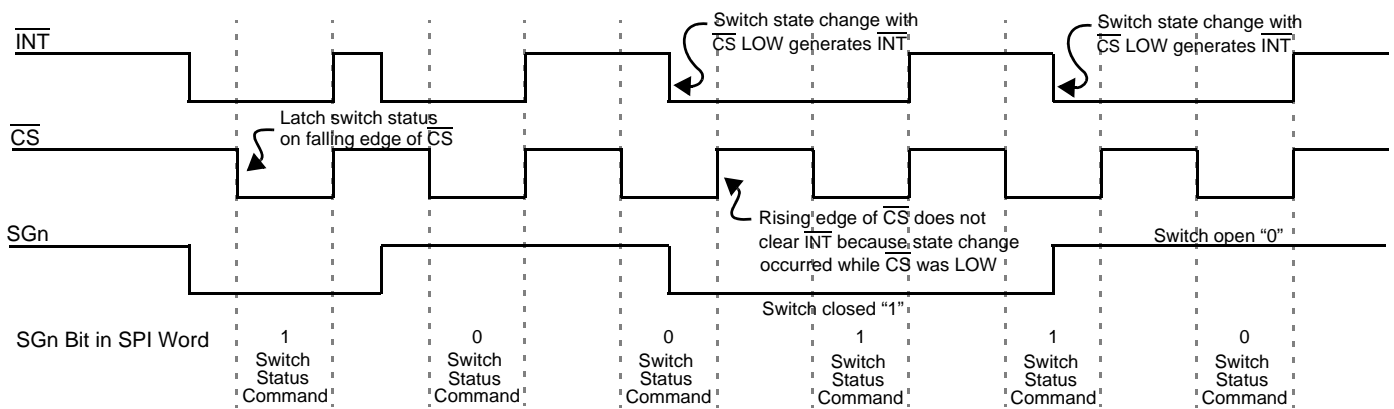 INT
Switch state change with
CS LOW generates INT
Switch state change with
CS LOW generates INT
Latch switch status
on falling edge of CS
CS
Rising edge of CS does not
clear INT because state change
occurred while CS was LOW
SGn
Switch open “0”
Switch closed “1”
SGn Bit in SPI Word
1
Switch
Status
Command
0
Switch
Status
Command
0
Switch
Status
Command
1
Switch
Status
Command
1
Switch
Status
Command
0
Switch
Status
Command